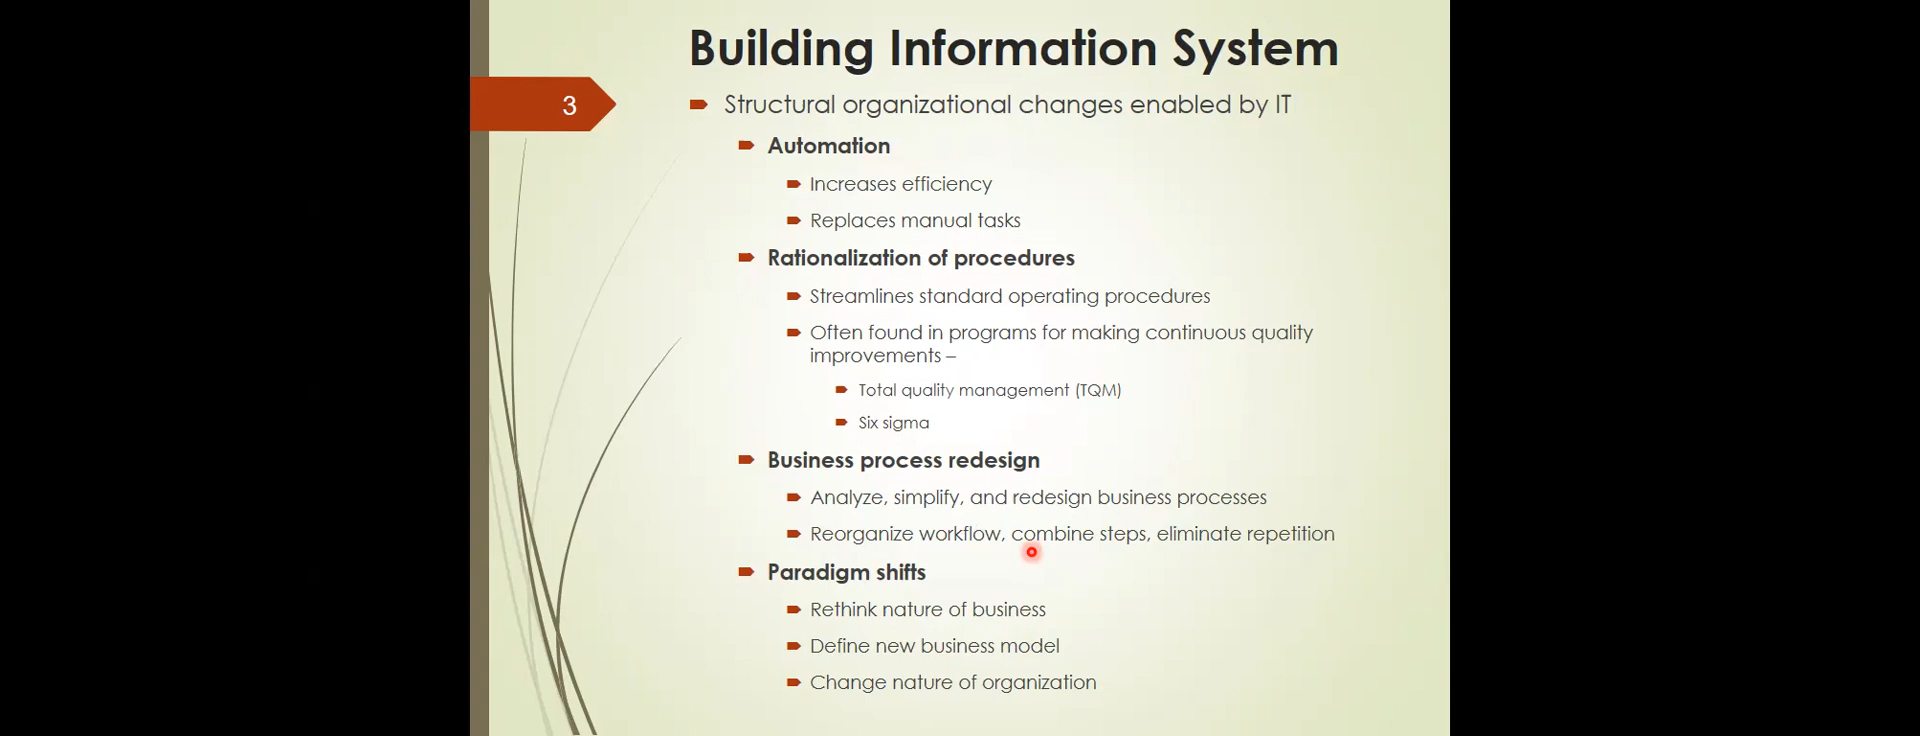 Building Information System
3
Structural organizational changes enabled by IT
Automation
Increases efficiency
Replaces manual tasks
Rationalization of procedures
Streamlines standard operating procedures
Often found in programs for making continuous quality
improvements –
Total quality management (TQM)
Six sigma
Business process redesign
Analyze, simplify, and redesign business processes
Reorganize workflow, combine steps, eliminate repetition
Paradigm shifts
Rethink nature of business
Define new business model
Change nature of organization